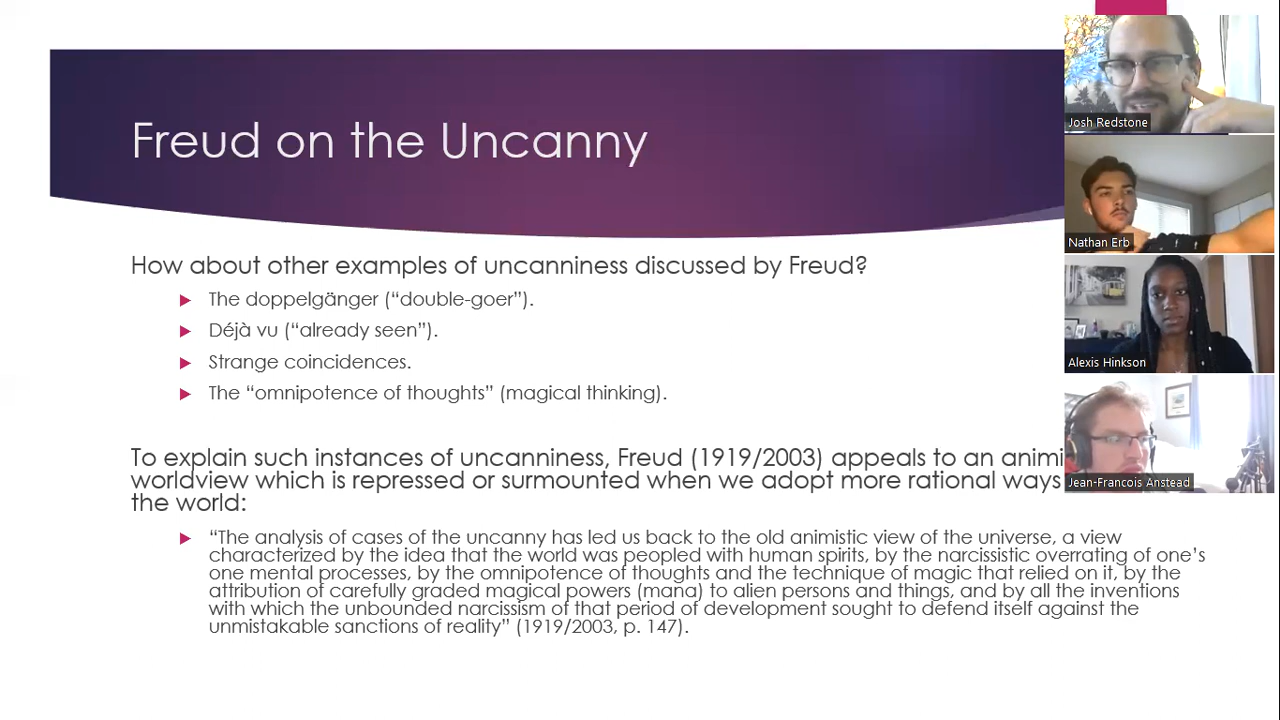 Freud on the Uncanny
How about other examples of uncanniness discussed by Freud?
The doppelgänger (“double-goer”).
Déjà vu (“already seen”).
Strange coincidences.
The “omnipotence of thoughts” (magical thinking).
To explain such instances of uncanniness, Freud (1919/2003) appeals to an animi
worldview which is repressed or surmounted when we adopt more rational ways
the world:
“The analysis of cases of the uncanny has led us back to the old animistic view of the universe, a view
characterized by the idea that the world was peopled with human spirits, by the narcissistic overrating of one’s
one mental processes, by the omnipotence of thoughts and the technique of magic that relied on it, by the
attribution of carefully graded magical powers (mana) to alien persons and things, and by all the inventions
with which the unbounded narcissism of that period of development sought to defend itself against the
unmistakable sanctions of reality” (1919/2003, p. 147).
Josh Redstone
Nathan Erb
Alexis Hinkson
Jean-Francois Anstead